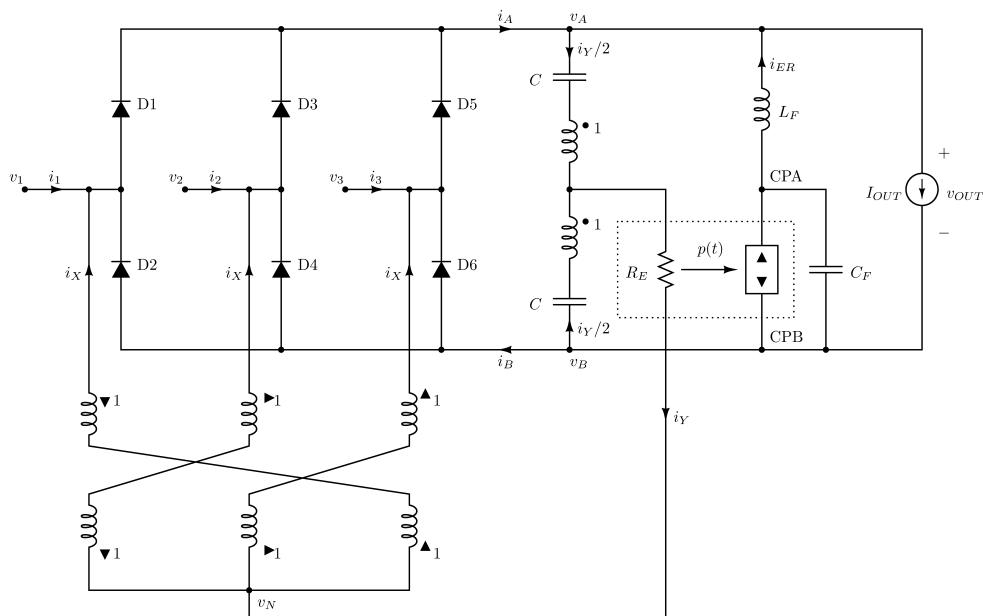 i_A v_A
i_Y/2 i_ER
C
D1 D3 D5
1 L_F
v_1 i_1 v_2 i_2 v_3 i_3 CPA + I_OUT v_OUT −
1 p(t)
i_X D2 i_X D4 i_X D6 R_E C_F
C
i_Y/2 CPB
i_B v_B
1 1 1 i_Y
1 1 1
v_N